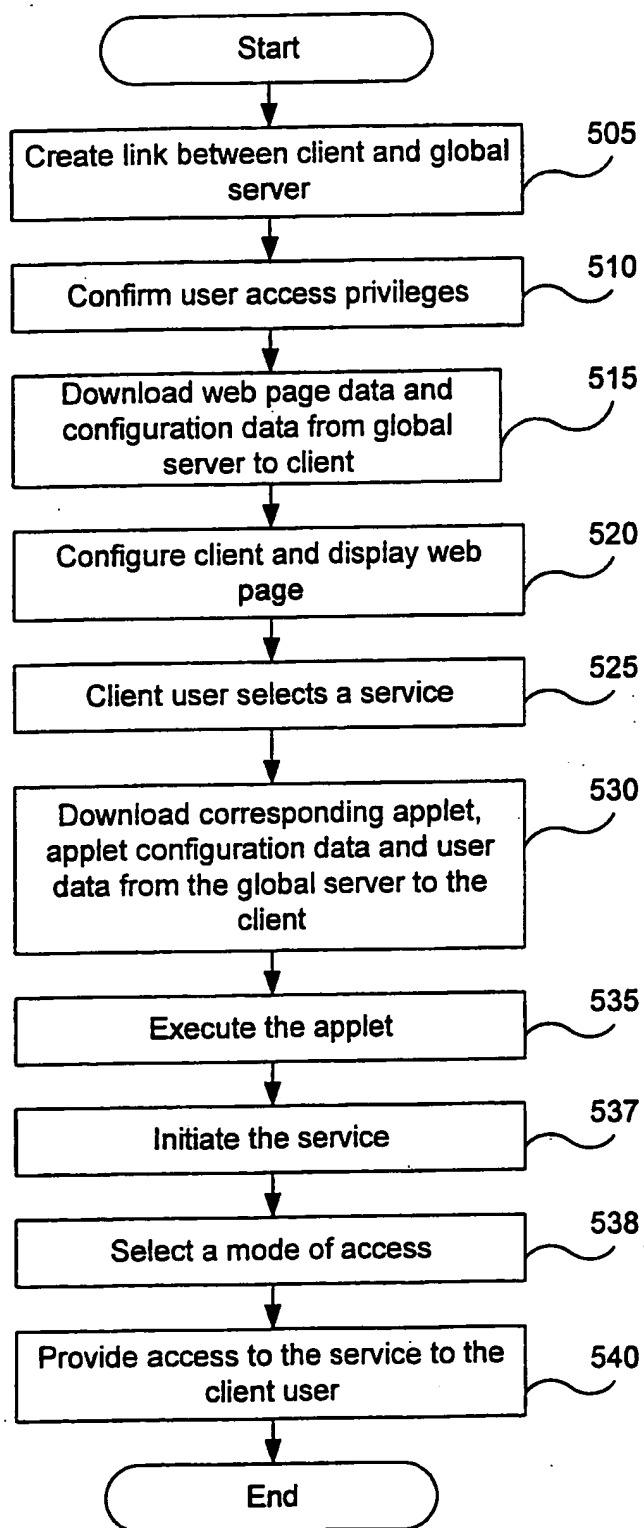 Start
Create link between client and global
server
505
Confirm user access privileges
510
Download web page data and
configuration data from global
server to client
515
Configure client and display web
page
520
Client user selects a service
525
Download corresponding applet,
applet configuration data and user
data from the global server to the
client
530
Execute the applet
535
Initiate the service
537
Select a mode of access
538
Provide access to the service to the
client user
540
End